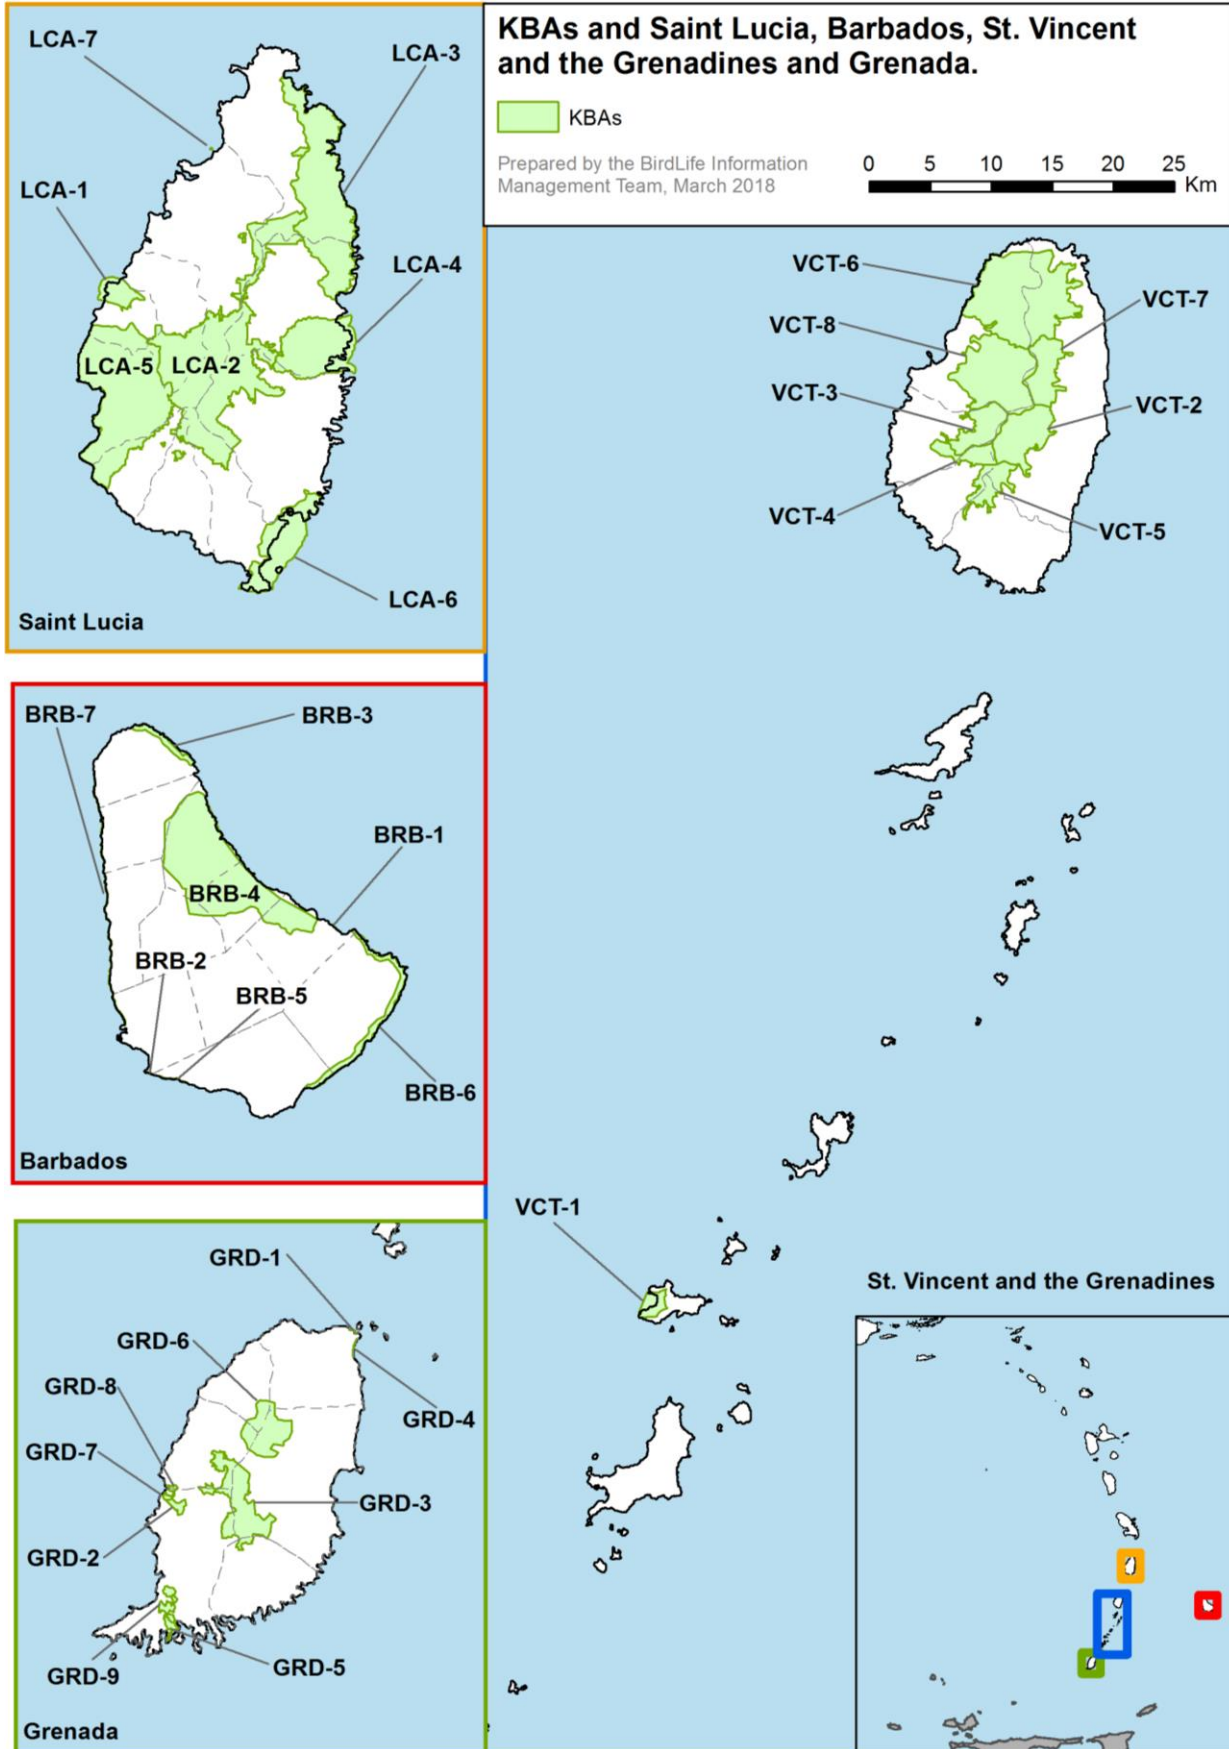 KBAs and Saint Lucia, Barbados, St. Vincent
and the Grenadines and Grenada.
KBAs
Prepared by the BirdLife Information
Management Team, March 2018
0 5 10 15 20 25
Km
LCA-7
LCA-3
LCA-1
LCA-4
LCA-5
LCA-2
LCA-6
Saint Lucia
VCT-6
VCT-7
VCT-8
VCT-3
VCT-2
VCT-4
VCT-5
BRB-7
BRB-3
BRB-1
BRB-4
BRB-2
BRB-5
BRB-6
Barbados
VCT-1
St. Vincent and the Grenadines
GRD-1
GRD-6
GRD-8
GRD-4
GRD-7
GRD-3
GRD-2
GRD-5
GRD-9
Grenada